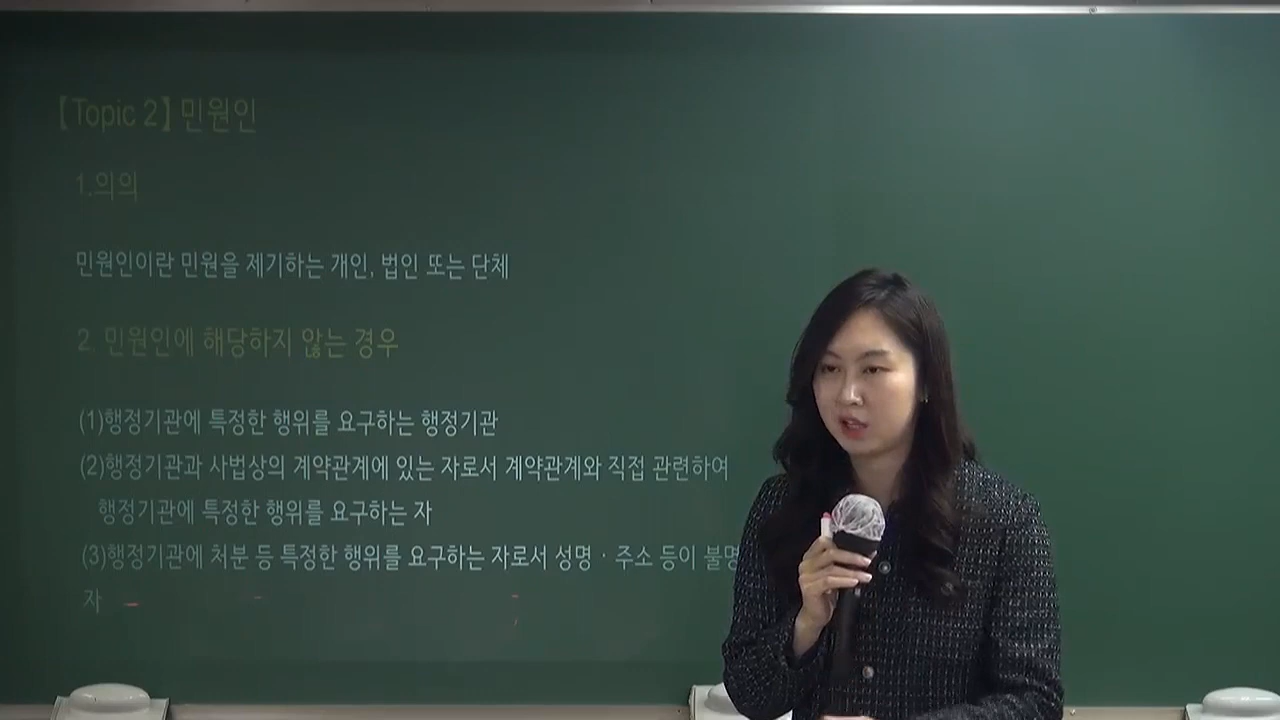 【Topic 2】 민원인
1.의의
민원인이란 민원을 제기하는 개인, 법인 또는 단체
2. 민원인에 해당하지 않는 경우
(1)행정기관에 특정한 행위를 요구하는 행정기관
(2)행정기관과 사법상의 계약관계에 있는 자로서 계약관계와 직접 관련하여
행정기관에 특정한 행위를 요구하는 자
(3)행정기관에 처분 등 특정한 행위를 요구하는 자로서 성명 · 주소 등이
자